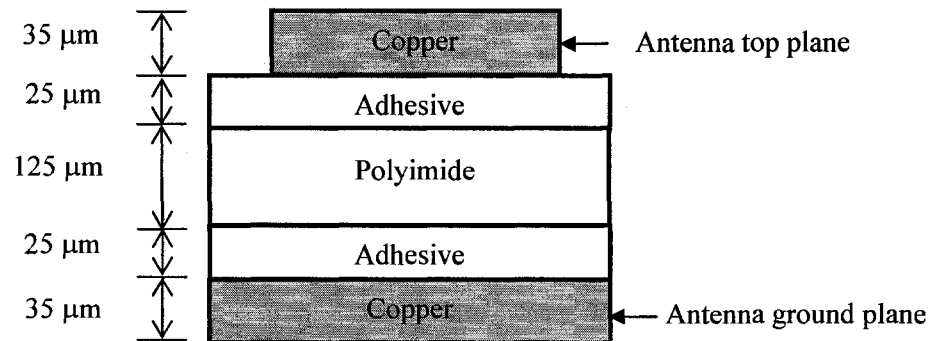 35 μm
Copper
Antenna top plane
25 μm
Adhesive
125 μm
Polyimide
25 μm
Adhesive
35 μm
Copper
Antenna ground plane